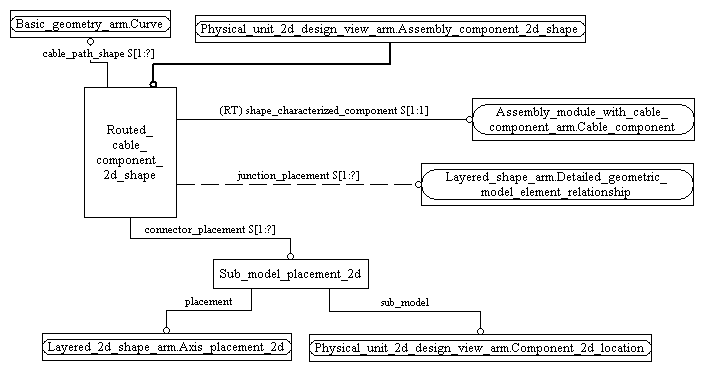 Basic_geometry_arm.Curve
Physical_unit_2d_design_view_arm.Assembly_component_2d_shape
cable_path_shape S[1:?]
(RT) shape_characterized_component S[1:1]
Assembly_module_with_cable_
component_arm.Cable_component
Routed_
cable_
component_
2d_shape
junction_placement S[1:?]
Layered_shape_arm.Detailed_geometric_
model_element_relationship
connector_placement S[1:?]
Sub_model_placement_2d
placement
sub_model
Layered_2d_shape_arm.Axis_placement_2d
Physical_unit_2d_design_view_arm.Component_2d_location